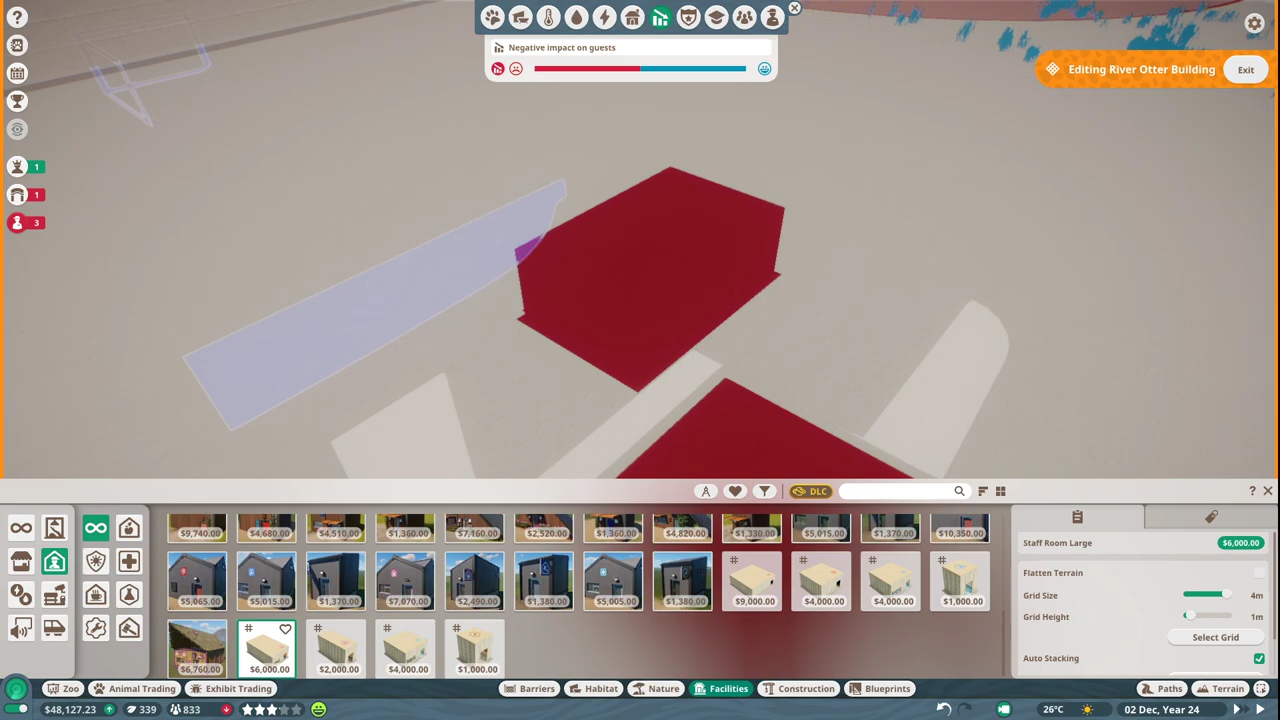 Negative impact on guests
Editing River Otter Building
Exit
1
1
3
DLC
Staff Room Large
$6,000.00
Flatten Terrain
Grid Size
4m
Grid Height
1m
Select Grid
Auto Stacking
$9,740.00 $4,680.00 $4,510.00 $1,360.00 $7,160.00 $2,520.00 $1,360.00 $4,820.00 $1,330.00 $5,015.00 $1,370.00 $10,350.00
$5,065.00 $5,015.00 $1,370.00 $7,070.00 $2,490.00 $1,380.00 $5,005.00 $1,380.00 $9,000.00 $4,000.00 $4,000.00 $1,000.00
$6,760.00 $6,000.00 $2,000.00 $4,000.00 $1,000.00
Zoo Animal Trading Exhibit Trading Barriers Habitat Nature Facilities Construction Blueprints Paths Terrain
$48,127.23 339 833 26°C 02 Dec, Year 24